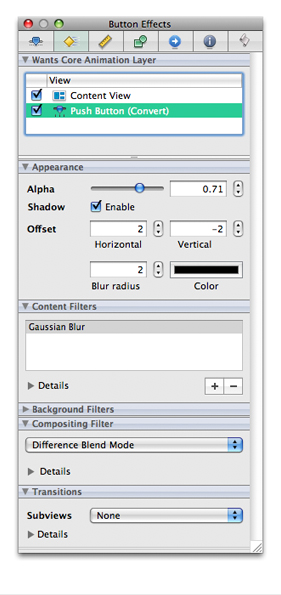 Button Effects
Wants Core Animation Layer
View
Content View
Push Button (Convert)
Appearance
Alpha 0.71
Shadow Enable
Offset 2 -2
Horizontal Vertical
2
Blur radius Color
Content Filters
Gaussian Blur
Details + −
Background Filters
Compositing Filter
Difference Blend Mode
Details
Transitions
Subviews None
Details